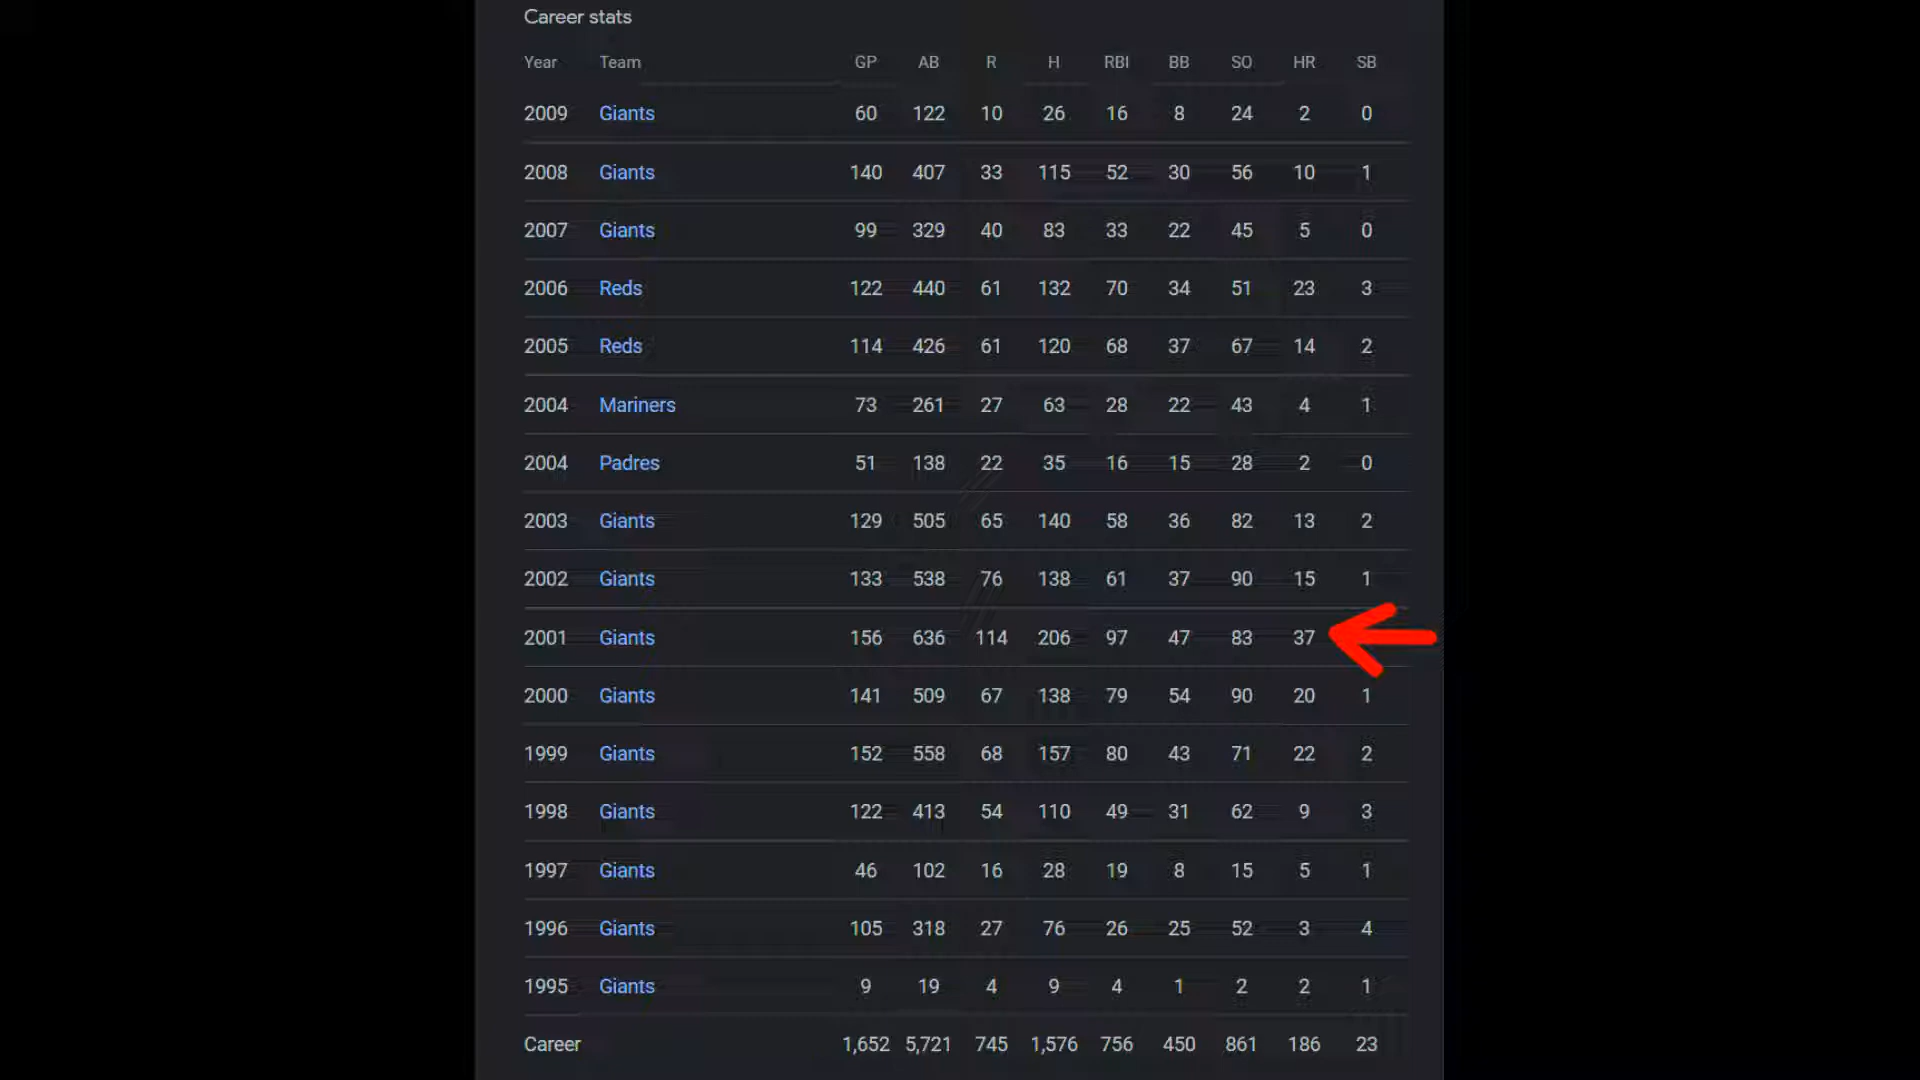 Career stats
Year Team GP AB R H RBI BB SO HR SB
2009 Giants 60 122 10 26 16 8 24 2 0
2008 Giants 140 407 33 115 52 30 56 10 1
2007 Giants 99 329 40 83 33 22 45 5 0
2006 Reds 122 440 61 132 70 34 51 23 3
2005 Reds 114 426 61 120 68 37 67 14 2
2004 Mariners 73 261 27 63 28 22 43 4 1
2004 Padres 51 138 22 35 16 15 28 2 0
2003 Giants 129 505 65 140 58 36 82 13 2
2002 Giants 133 538 76 138 61 37 90 15 1
2001 Giants 156 636 114 206 97 47 83 37
2000 Giants 141 509 67 138 79 54 90 20 1
1999 Giants 152 558 68 157 80 43 71 22 2
1998 Giants 122 413 54 110 49 31 62 9 3
1997 Giants 46 102 16 28 19 8 15 5 1
1996 Giants 105 318 27 76 26 25 52 3 4
1995 Giants 9 19 4 9 4 1 2 2 1
Career 1,652 5,721 745 1,576 756 450 861 186 23